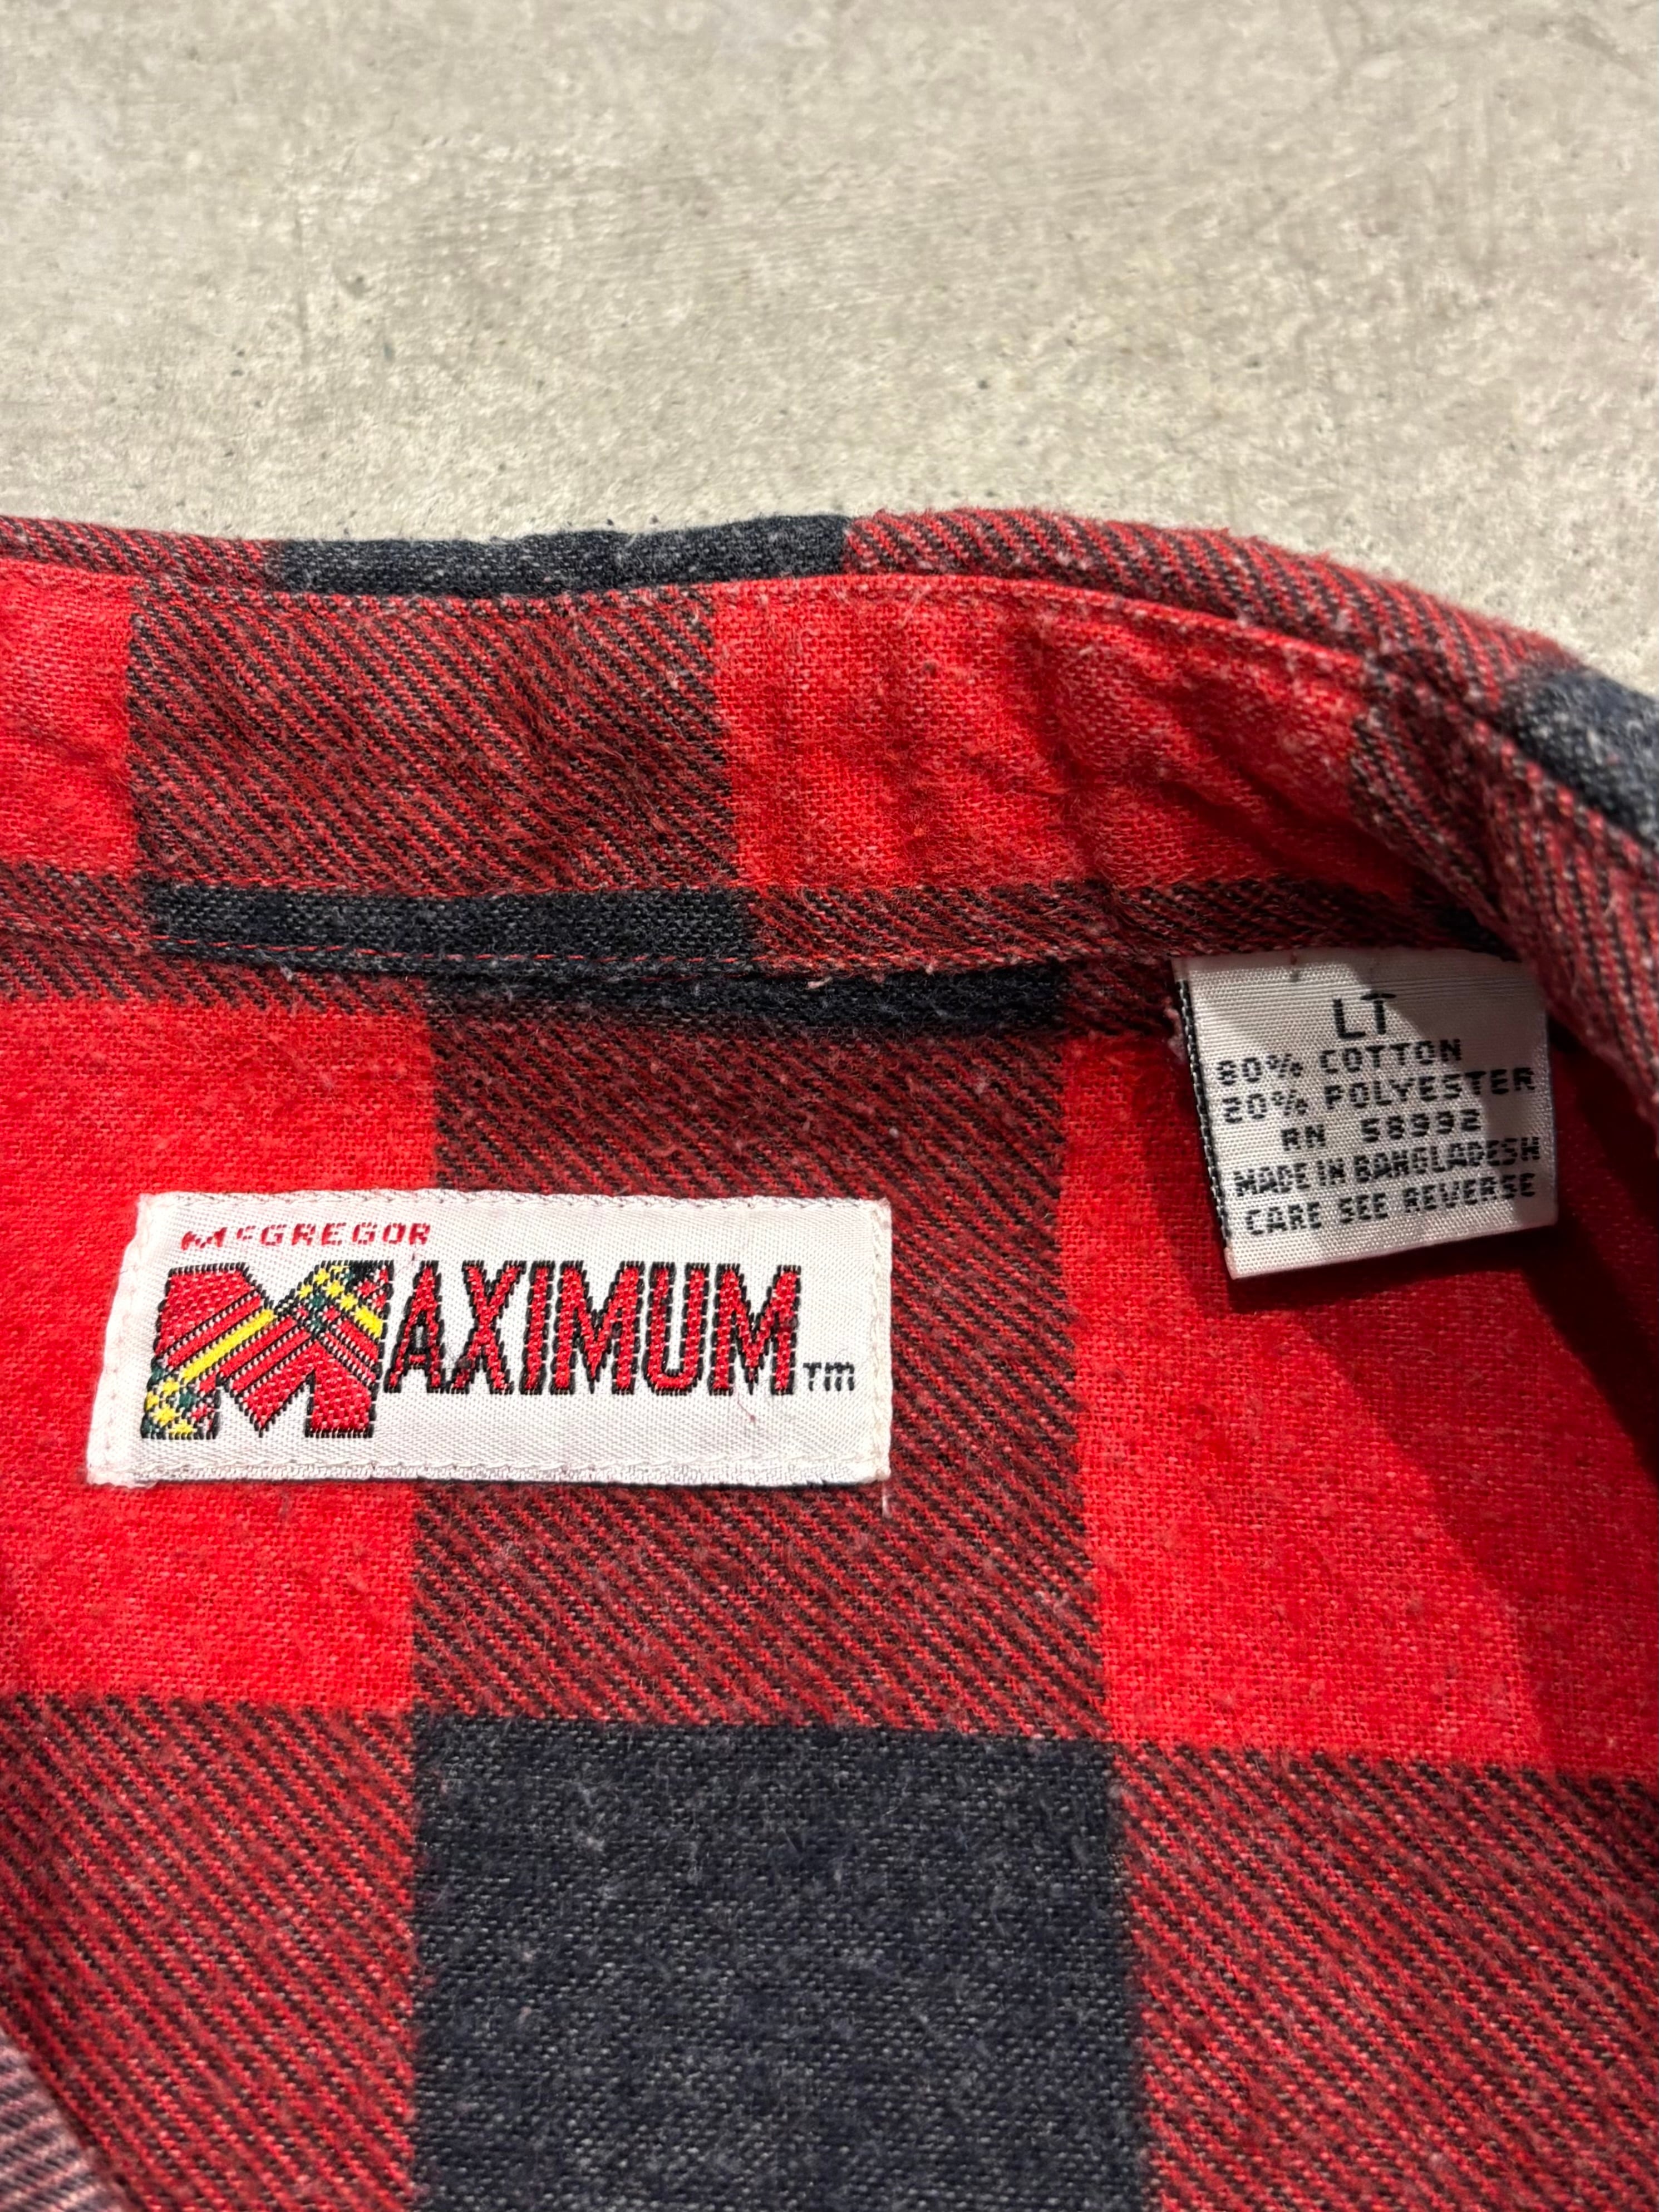 McGREGOR
MAXIMUM TM
LT
80% COTTON
20% POLYESTER
RN 58992
MADE IN BANGLADESH
CARE SEE REVERSE